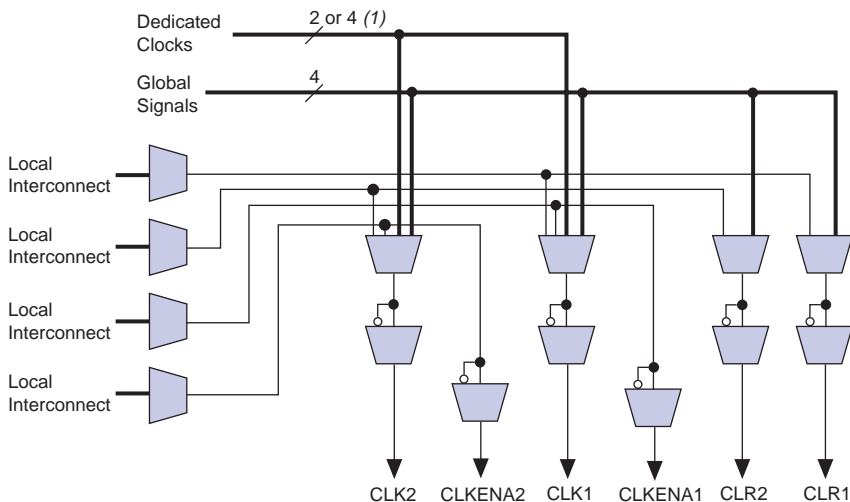 Dedicated
Clocks
2 or 4 (1)
Global
Signals
4
Local
Interconnect
Local
Interconnect
Local
Interconnect
Local
Interconnect
CLK2
CLKENA2
CLK1
CLKENA1
CLR2
CLR1